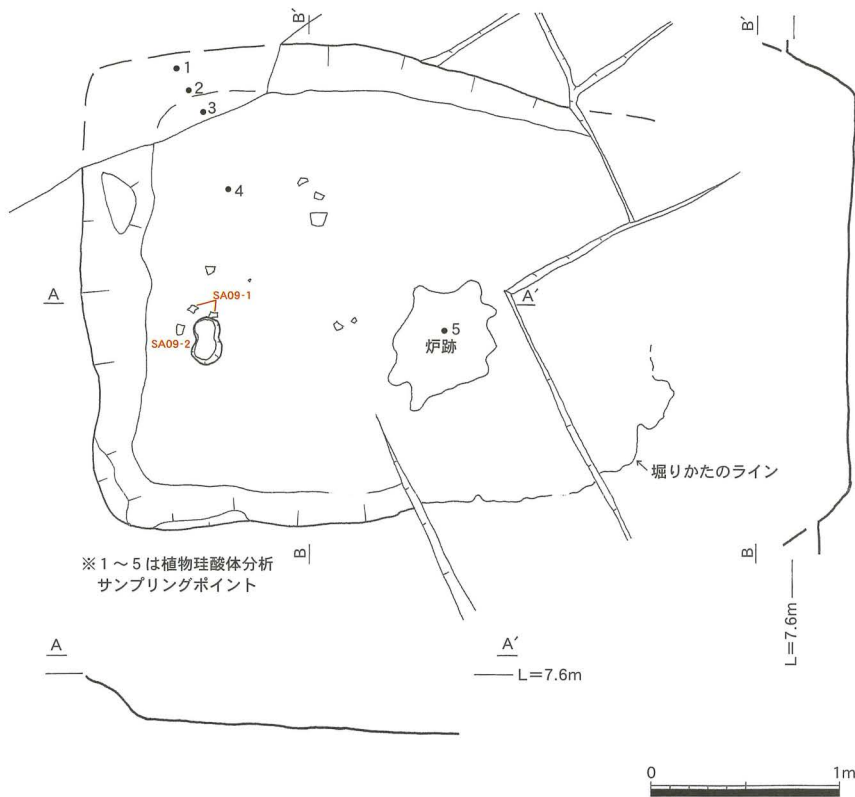 B`
B`
1
2
3
4
A
SA09-1
A′
SA09-2
5
炉跡
堀りかたのライン
B
B
※1～5は植物珪酸体分析
サンプリングポイント
L=7.6m
A
A′
L=7.6m
0
1m